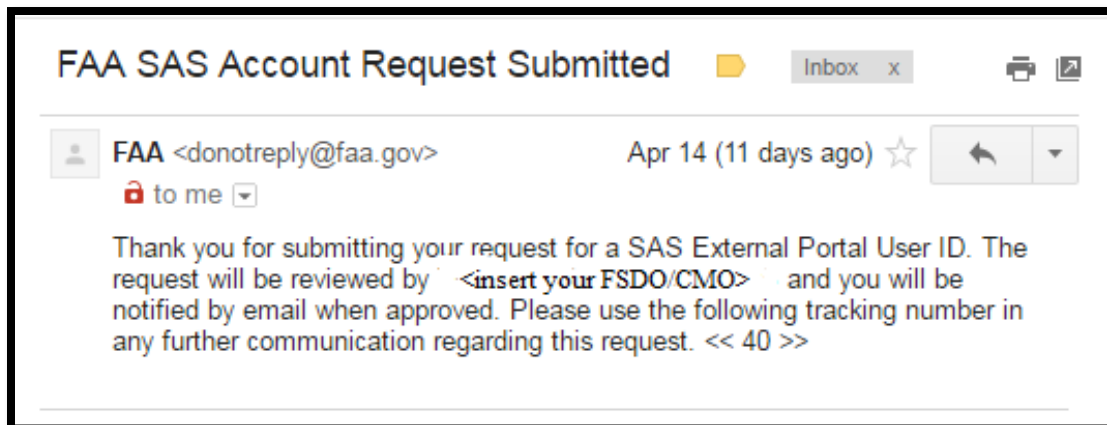 FAA SAS Account Request Submitted Inbox x
FAA <donotreply@faa.gov> Apr 14 (11 days ago)
to me
Thank you for submitting your request for a SAS External Portal User ID. The
request will be reviewed by <insert your FSDO/CMO> and you will be
notified by email when approved. Please use the following tracking number in
any further communication regarding this request. << 40 >>